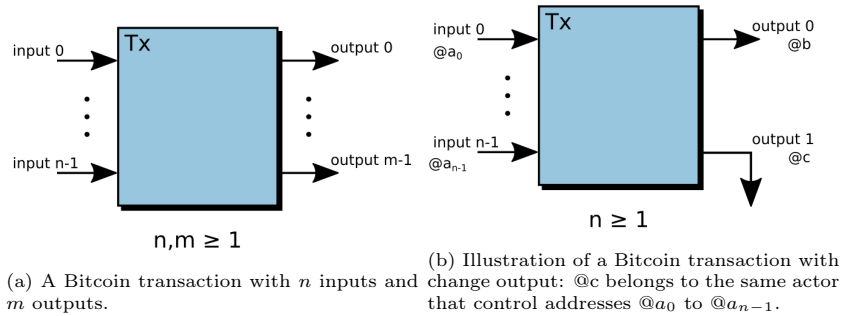 Tx
input 0
output 0
input n-1
output m-1
n,m ≥ 1
(a) A Bitcoin transaction with n inputs and
m outputs.
Tx
input 0
@a0
output 0
@b
input n-1
@an-1
output 1
@c
n ≥ 1
(b) Illustration of a Bitcoin transaction with
change output: @c belongs to the same actor
that control addresses @a0 to @an−1.